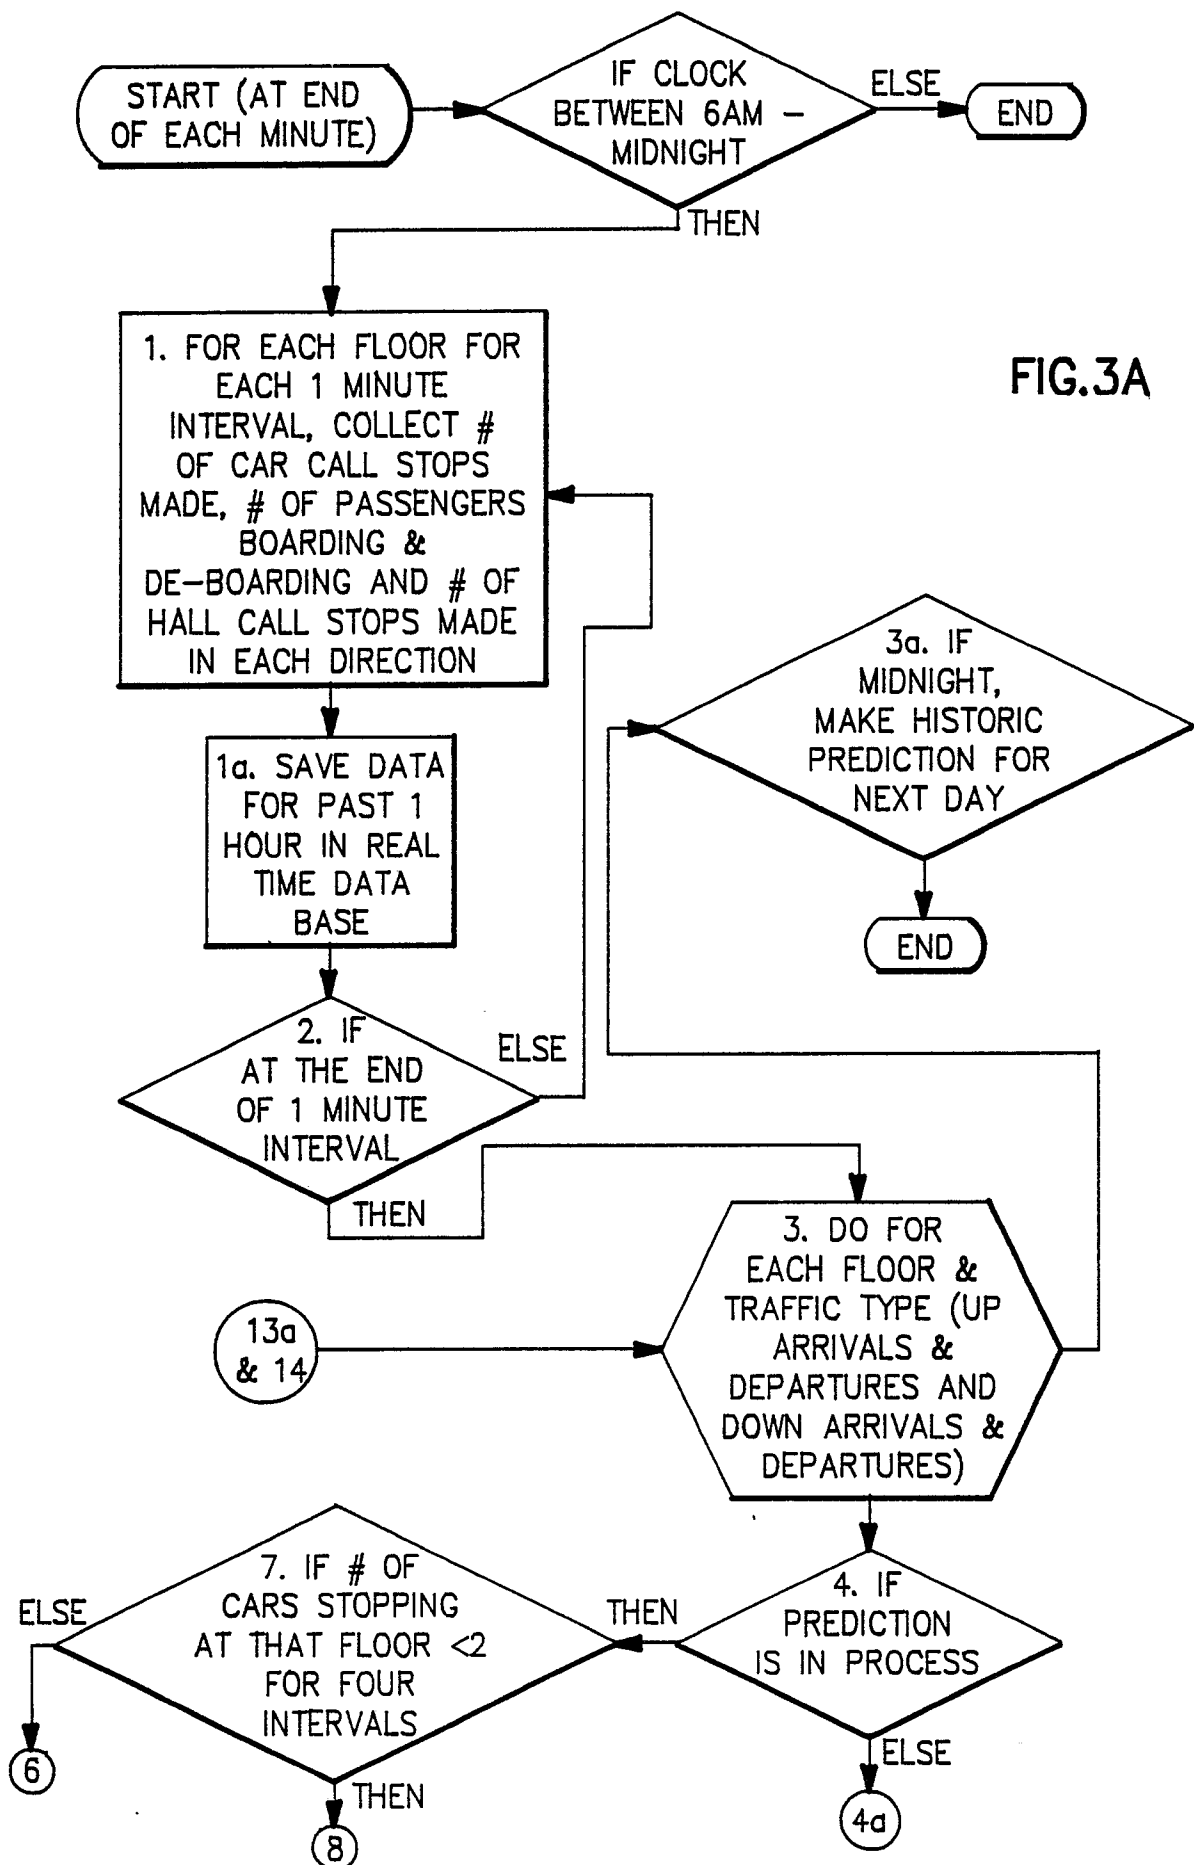 START (AT END
OF EACH MINUTE)
IF CLOCK
BETWEEN 6AM –
MIDNIGHT
ELSE
END
THEN
1. FOR EACH FLOOR FOR
EACH 1 MINUTE
INTERVAL, COLLECT #
OF CAR CALL STOPS
MADE, # OF PASSENGERS
BOARDING &
DE–BOARDING AND # OF
HALL CALL STOPS MADE
IN EACH DIRECTION
FIG.3A
1a. SAVE DATA
FOR PAST 1
HOUR IN REAL
TIME DATA
BASE
3a. IF
MIDNIGHT,
MAKE HISTORIC
PREDICTION FOR
NEXT DAY
END
2. IF
AT THE END
OF 1 MINUTE
INTERVAL
ELSE
THEN
3. DO FOR
EACH FLOOR &
TRAFFIC TYPE (UP
ARRIVALS &
DEPARTURES AND
DOWN ARRIVALS &
DEPARTURES)
13a
& 14
4. IF
PREDICTION
IS IN PROCESS
THEN
ELSE
4a
7. IF # OF
CARS STOPPING
AT THAT FLOOR <2
FOR FOUR
INTERVALS
ELSE
6
THEN
8